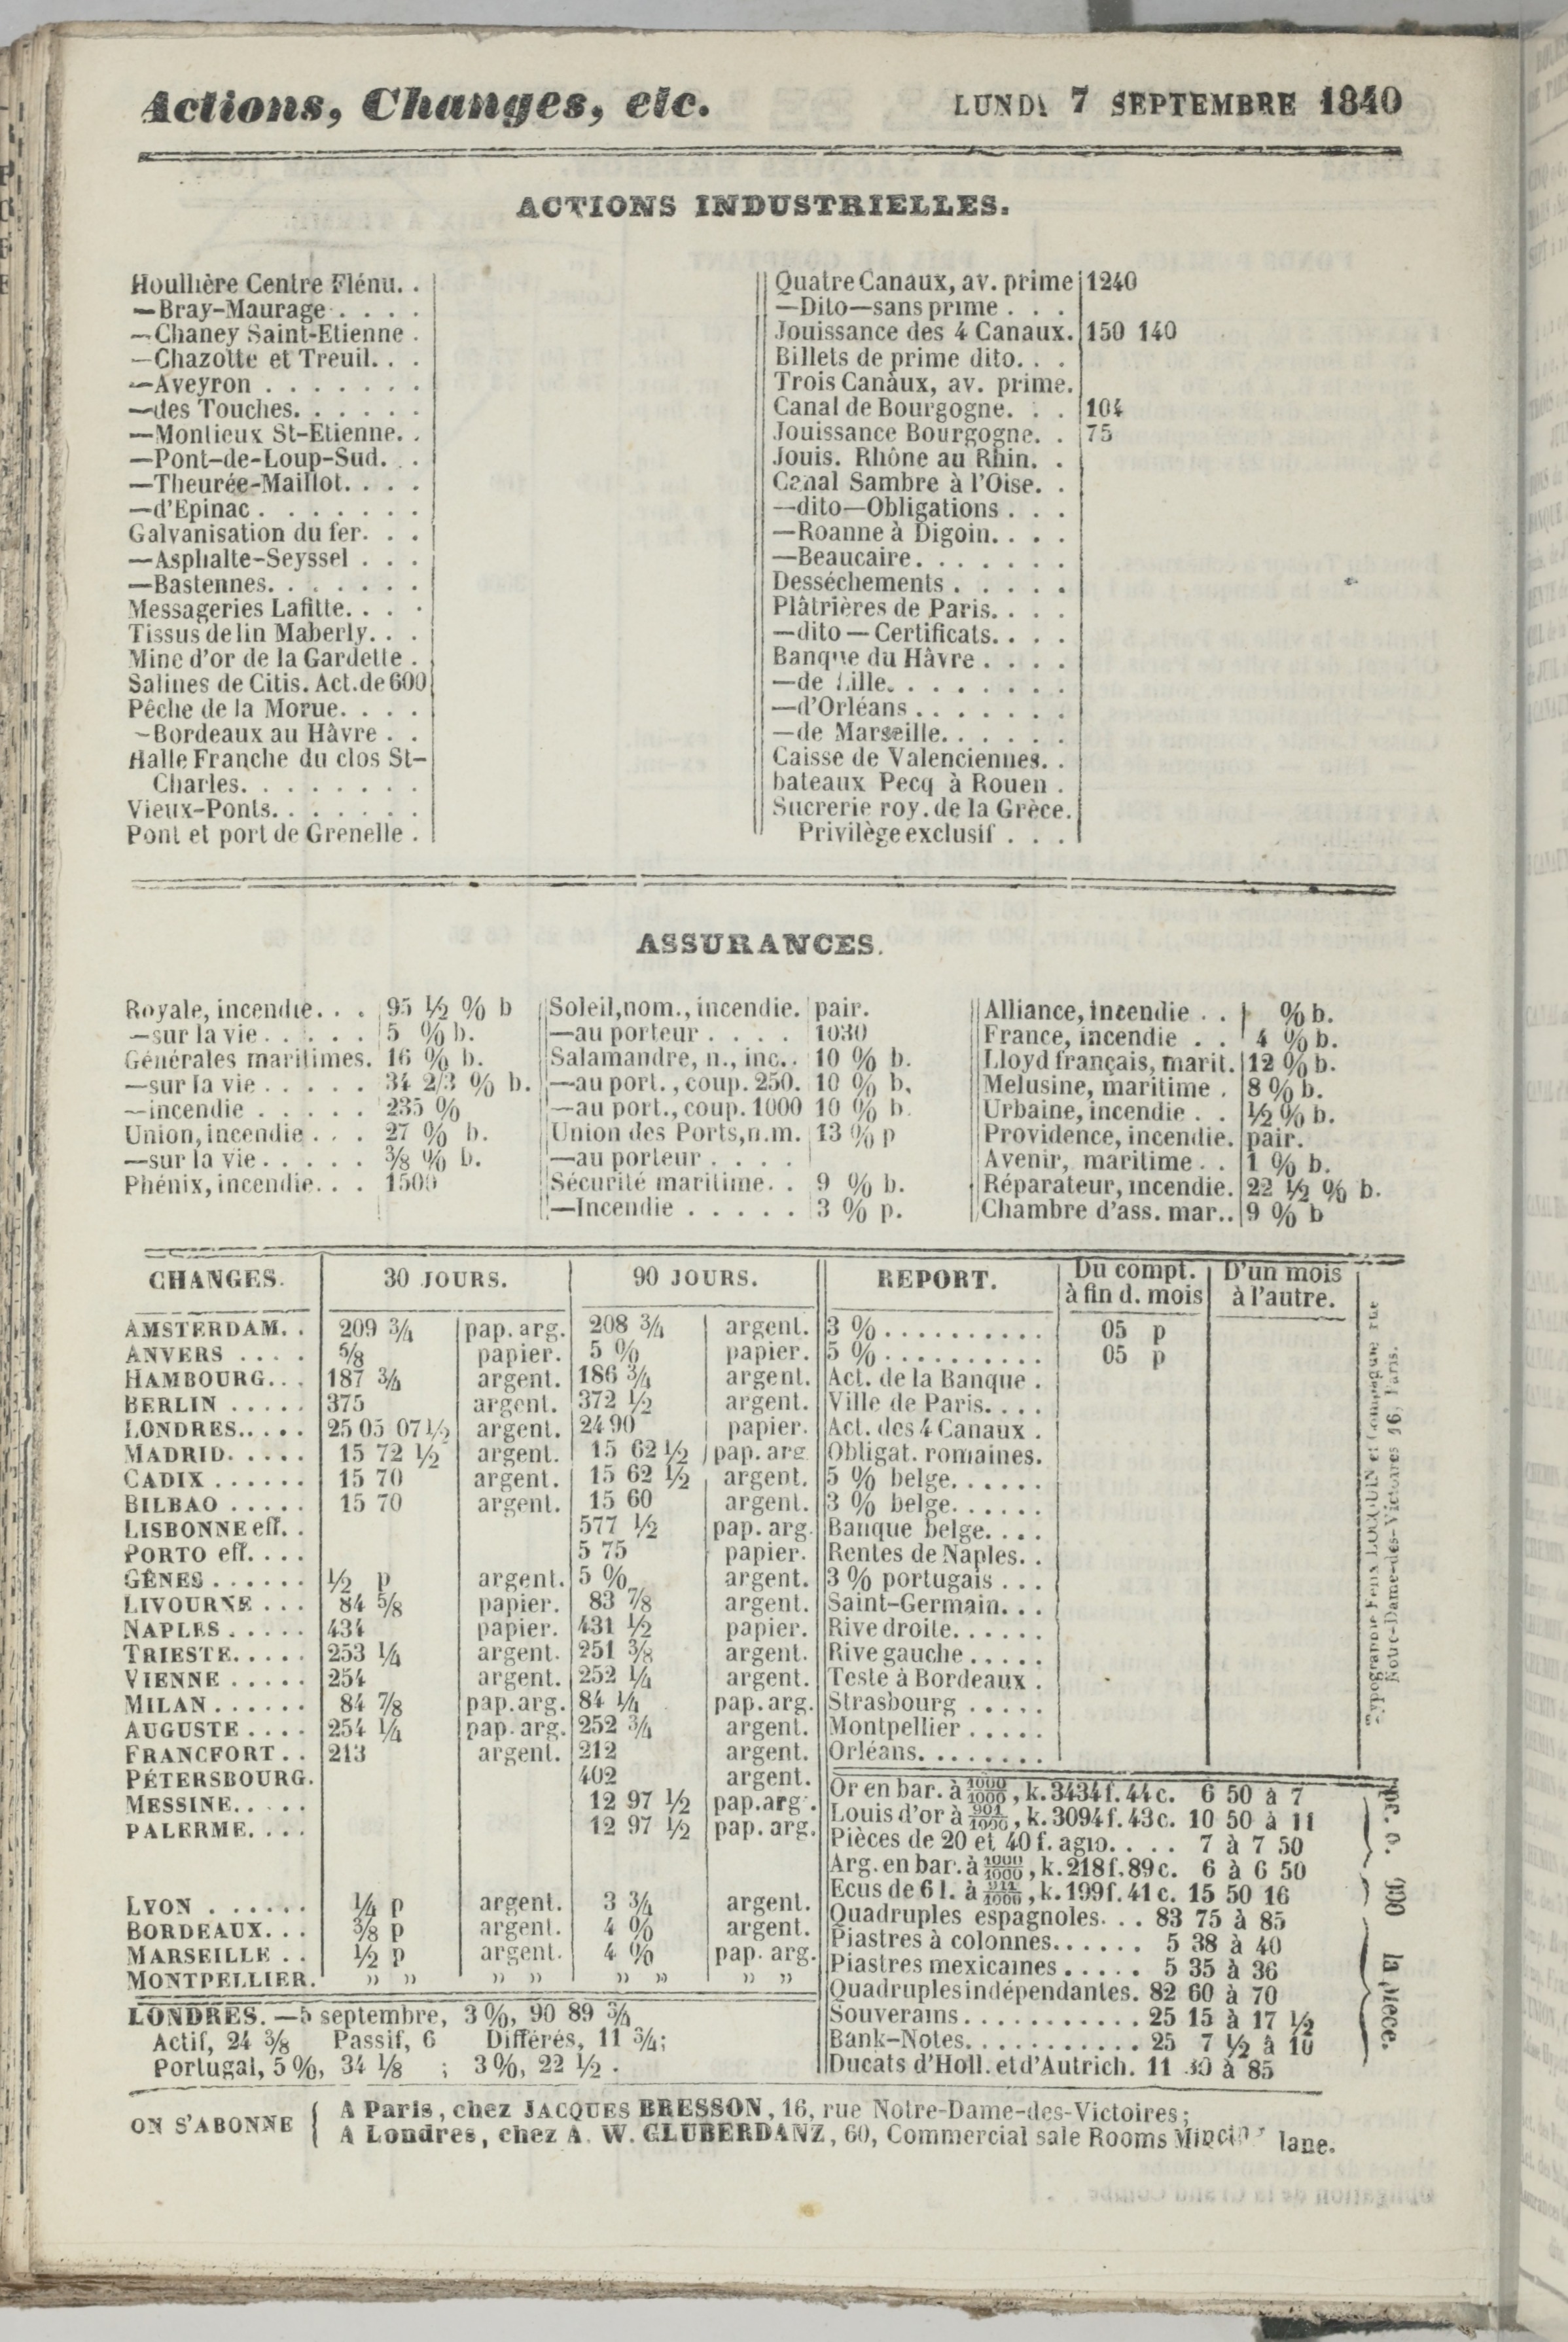 Actions, Changes, etc. LUNDI 7 SEPTEMBRE 1840
ACTIONS INDUSTRIELLES.
Houllière Centre Flénu. .
—Bray-Maurage . . . .
—Chaney Saint-Etienne .
—Chazotte et Treuil. . .
—Aveyron . . . . . . .
—des Touches. . . . . .
—Montieux St-Etienne. .
—Pont-de-Loup-Sud. . .
—Theurée-Maillot. . . .
—d'Epinac . . . . . . .
Galvanisation du fer. . .
—Asphalte-Seyssel . . .
—Bastennes. . . . . . .
Messageries Lafitte. . . .
Tissus de lin Maberly. . .
Mine d'or de la Gardette .
Salines de Citis. Act. de 600
Pêche de la Morue. . . .
—Bordeaux au Hâvre . .
Halle Franche du clos St-
Charles. . . . . . . .
Vieux-Ponts. . . . . . .
Pont et port de Grenelle .
Quatre Canaux, av. prime 1240
—Dito—sans prime . . .
Jouissance des 4 Canaux. 150 140
Billets de prime dito. . .
Trois Canàux, av. prime.
Canal de Bourgogne. . . 104
Jouissance Bourgogne. . 75
Jouis. Rhône au Rhin. .
Canal Sambre à l'Oise. .
—dito—Obligations . . .
—Roanne à Digoin. . . .
—Beaucaire. . . . . . .
Desséchements . . . . .
Plâtrières de Paris. . . .
—dito — Certificats. . . .
Banque du Hâvre . . . .
—de Lille. . . . . . . .
—d'Orléans . . . . . . .
—de Marseille. . . . . .
Caisse de Valenciennes. .
bateaux Pecq à Rouen .
Sucrerie roy. de la Grèce.
Privilège exclusif . . .
ASSURANCES.
Royale, incendie. . . 95 ½ % b
—sur la vie . . . . . 5 % b.
Générales maritimes. 16 % b.
—sur la vie . . . . . 34 2/3 % b.
—incendie . . . . . 235 %
Union, incendie . . . 27 % b.
—sur la vie. . . . . ⅜ % b.
Phénix, incendie. . . 1500
Soleil, nom., incendie. pair.
—au porteur . . . . 1030
Salamandre, n., inc. . 10 % b.
—au port., coup. 250. 10 % b.
—au port., coup. 1000 10 % b.
Union des Ports, n.m. 13 % p
—au porteur . . . .
Sécurité maritime. . 9 % b.
—Incendie . . . . . 3 % p.
Alliance, incendie . . % b.
France, incendie . . 4 % b.
Lloyd français, marit. 12 % b.
Melusine, maritime . 8 % b.
Urbaine, incendie . . ½ % b.
Providence, incendie. pair.
Avenir, maritime . . 1 % b.
Réparateur, incendie. 22 ½ % b.
Chambre d'ass. mar. . 9 % b
CHANGES. 30 JOURS. 90 JOURS.
AMSTERDAM. . 209 ¾ pap. arg. 208 ¾ argent.
ANVERS . . . . ⅝ papier. 5 % papier.
HAMBOURG. . . 187 ¾ argent. 186 ¾ argent.
BERLIN . . . . . 375 argent. 372 ½ argent.
LONDRES. . . . . 25 05 07 ½ argent. 24 90 papier.
MADRID. . . . . 15 72 ½ argent. 15 62 ½ pap. arg
CADIX . . . . . . 15 70 argent. 15 62 ½ argent.
BILBAO . . . . . 15 70 argent. 15 60 argent.
LISBONNE eff. . 577 ½ pap. arg.
PORTO eff. . . . 5 75 papier.
GÊNES . . . . . . ½ p argent. 5 % argent.
LIVOURNE . . . 84 ⅝ papier. 83 ⅞ argent.
NAPLES . . . . . 434 papier. 431 ½ papier.
TRIESTE. . . . . 253 ¼ argent. 251 ⅜ argent.
VIENNE . . . . . 254 argent. 252 ¼ argent.
MILAN . . . . . . 84 ⅞ pap. arg. 84 ¼ pap. arg.
AUGUSTE . . . . 254 ¼ pap. arg. 252 ¾ argent.
FRANCFORT . . 213 argent. 212 argent.
PÉTERSBOURG. 402 argent.
MESSINE. . . . . 12 97 ½ pap. arg.
PALERME. . . . 12 97 ½ pap. arg.
LYON . . . . . . ¼ p argent. 3 ¾ argent.
BORDEAUX. . . ⅜ p argent. 4 % argent.
MARSEILLE . . ½ p argent. 4 % pap. arg.
MONTPELLIER. » » » » » » » »
LONDRES. — 5 septembre, 3 %, 90 89 ¾
Actif, 24 ⅜ Passif, 6 Différés, 11 ¾;
Portugal, 5 %, 34 ⅛ ; 3 %, 22 ½ .
REPORT. Du compt. à fin d. mois D'un mois à l'autre.
3 % . . . . . . . . . . 05 p
5 % . . . . . . . . . . 05 p
Act. de la Banque .
Ville de Paris. . . .
Act. des 4 Canaux .
Obligat. romaines.
5 % belge. . . . . .
3 % belge. . . . . .
Banque belge. . . .
Rentes de Naples. .
3 % portugais . . .
Saint-Germain. . .
Rive droite. . . . . .
Rive gauche . . . . .
Teste à Bordeaux .
Strasbourg . . . . .
Montpellier . . . . .
Orléans. . . . . . . .
Or en bar. à 1000/1000, k. 3434 f. 44 c. 6 50 à 7
Louis d'or à 901/1000, k. 3094 f. 43 c. 10 50 à 11
Pièces de 20 et 40 f. agio. . . . 7 à 7 50
Arg. en bar. à 1000/1000, k. 218 f. 89 c. 6 à 6 50
Ecus de 6 l. à 911/1000, k. 199 f. 41 c. 15 50 16
Quadruples espagnoles. . . 83 75 à 85
Piastres à colonnes. . . . . . 5 38 à 40
Piastres mexicaines . . . . . 5 35 à 36
Quadruples indépendantes. 82 60 à 70
Souverains . . . . . . . . . . . 25 15 à 17 ½
Bank-Notes. . . . . . . . . . . 25 7 ½ à 10
Ducats d'Holl. et d'Autrich. 11 à 85
la pièce.
Typographie Félix LOCQUIN et Compagnie rue
Notre-Dame-des-Victoires 16, Paris.
ON S'ABONNE
A Paris, chez JACQUES BRESSON, 16, rue Notre-Dame-des-Victoires;
A Londres, chez A. W. GLUBERDANZ, 60, Commercial sale Rooms lane.